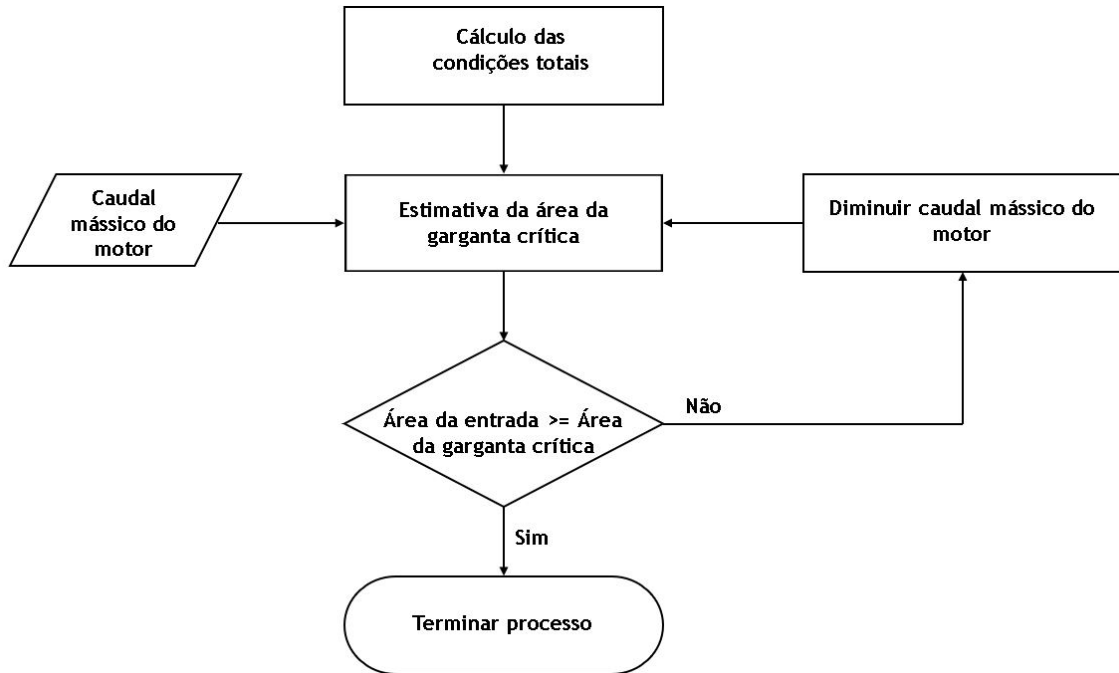 Cálculo das
condições totais
Caudal
mássico do
motor
Estimativa da área da
garganta crítica
Diminuir caudal mássico do
motor
Área da entrada >= Área
da garganta crítica
Não
Sim
Terminar processo